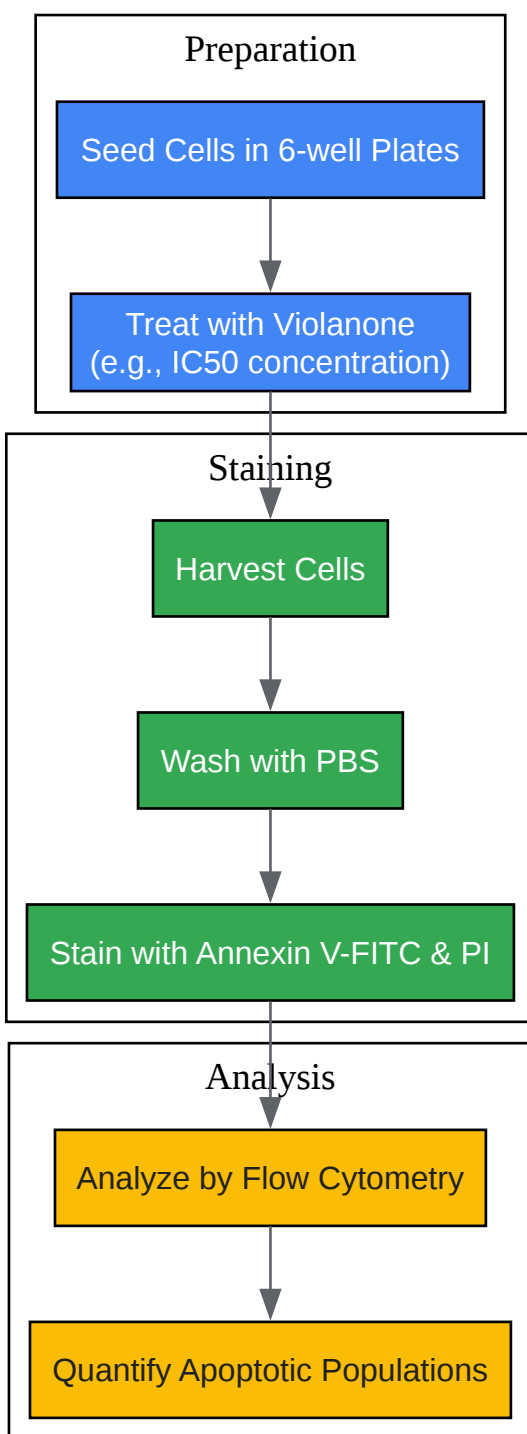 Preparation
Seed Cells in 6-well Plates
Treat with Violanone
(e.g., IC50 concentration)
Staining
Harvest Cells
Wash with PBS
Stain with Annexin V-FITC & PI
Analysis
Analyze by Flow Cytometry
Quantify Apoptotic Populations